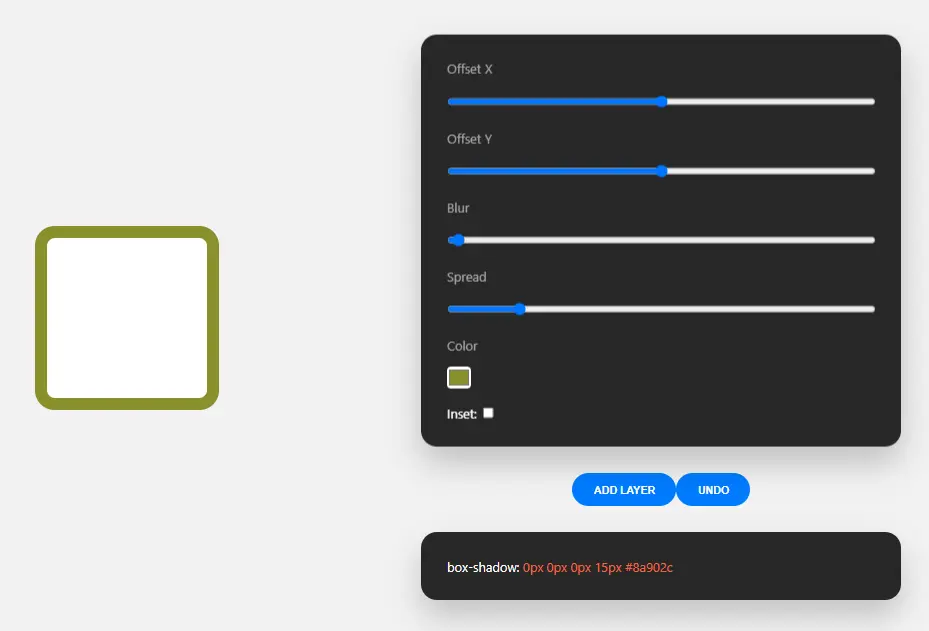 Offset X
Offset Y
Blur
Spread
Color
Inset:
ADD LAYER UNDO
box-shadow: 0px 0px 0px 15px #8a902c